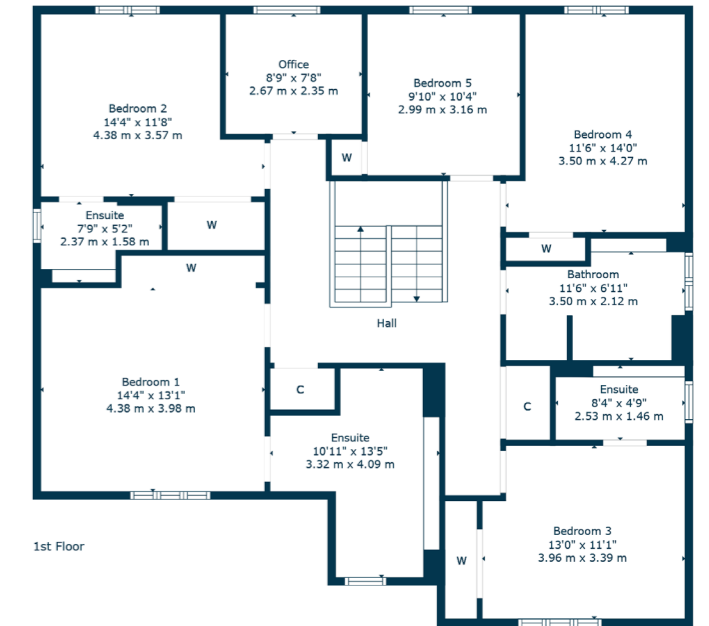 Office
8'9" x 7'8"
2.67 m x 2.35 m
Bedroom 5
9'10" x 10'4"
2.99 m x 3.16 m
Bedroom 2
14'4" x 11'8"
4.38 m x 3.57 m
Bedroom 4
11'6" x 14'0"
3.50 m x 4.27 m
W
Ensuite
7'9" x 5'2"
2.37 m x 1.58 m
W
W
W
Bathroom
11'6" x 6'11"
3.50 m x 2.12 m
Hall
Bedroom 1
14'4" x 13'1"
4.38 m x 3.98 m
C
C
Ensuite
8'4" x 4'9"
2.53 m x 1.46 m
Ensuite
10'11" x 13'5"
3.32 m x 4.09 m
Bedroom 3
13'0" x 11'1"
3.96 m x 3.39 m
W
1st Floor